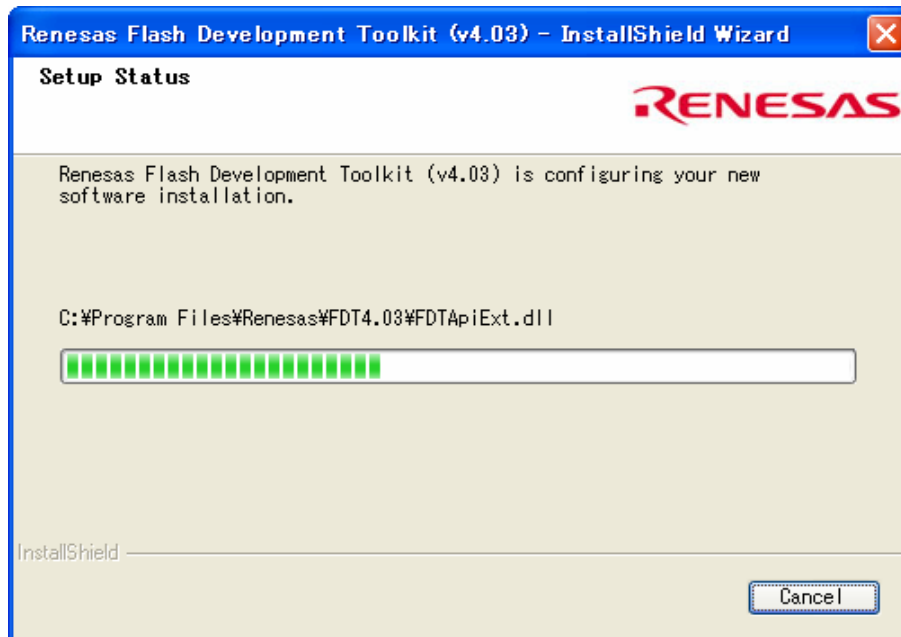 Renesas Flash Development Toolkit (v4.03) - InstallShield Wizard
Setup Status
RENESAS
Renesas Flash Development Toolkit (v4.03) is configuring your new
software installation.
C:¥Program Files¥Renesas¥FDT4.03¥FDTApiExt.dll
InstallShield
Cancel